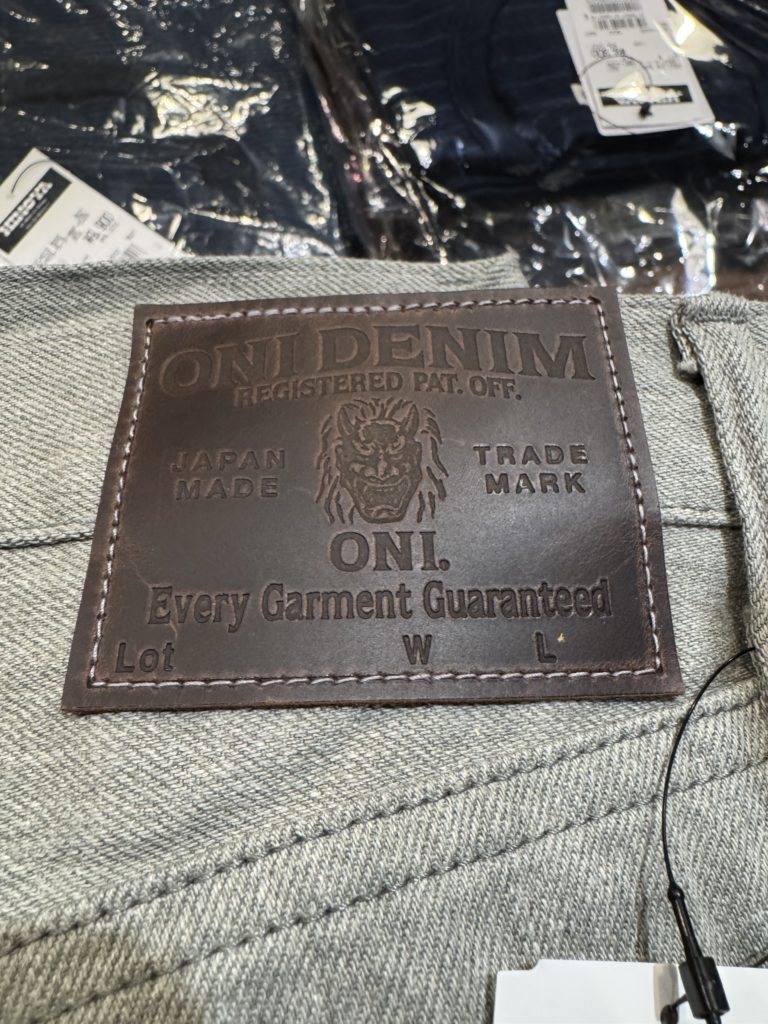 ONI DENIM
REGISTERED PAT. OFF.
JAPAN MADE
TRADE MARK
ONI.
Every Garment Guaranteed
Lot W L